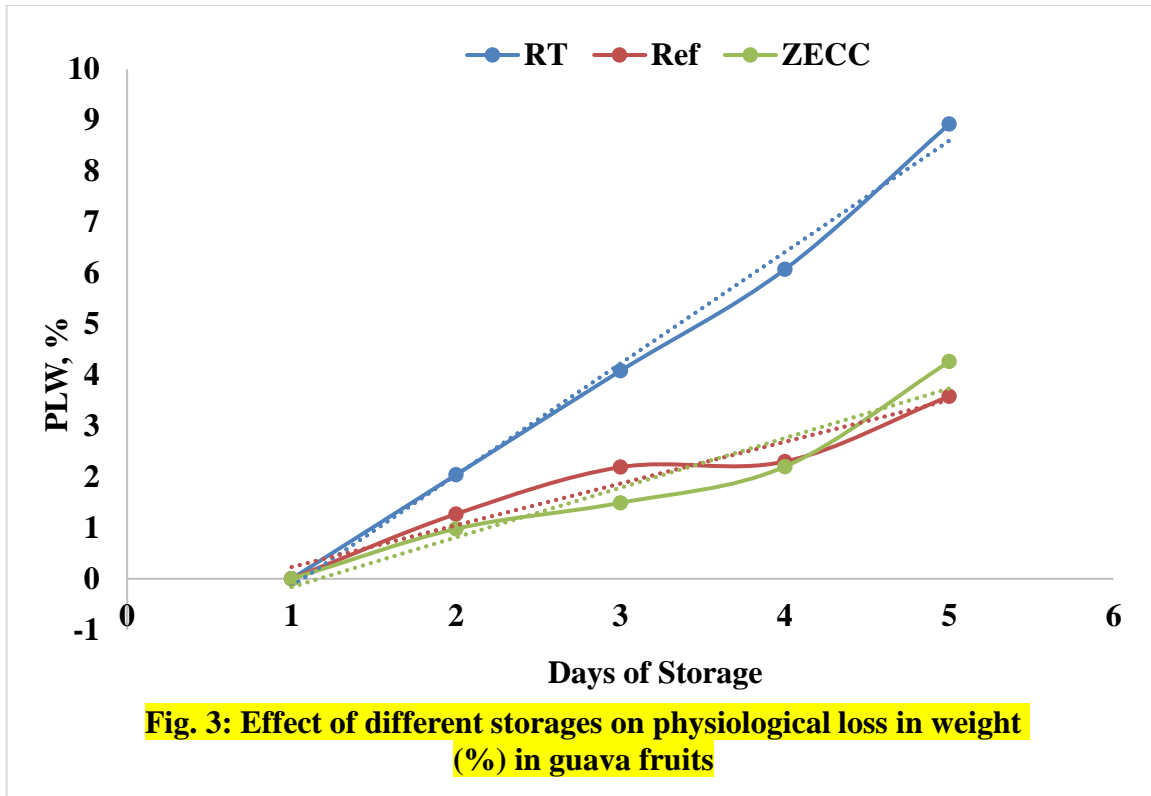 RT Ref ZECC
10
9
8
7
6
5
4
3
2
1
0
-1
PLW, %
0 1 2 3 4 5 6
Days of Storage
Fig. 3: Effect of different storages on physiological loss in weight
(%) in guava fruits